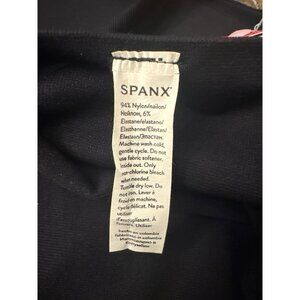 SPANX
94% Nylon/nailon/
Нейлон, 6%
Elastane/elastano/
Elasthanne/Elastan/
Elastan/Эластан.
Machine wash cold,
gentle cycle. Do not
use fabric softener.
Inside out. Only
non-chlorine bleach
when needed.
Tumble dry low. Do
not iron. Laver à
froid en machine,
cycle délicat. Ne pas
utiliser
d'assouplissant. À
l'envers. Utiliser